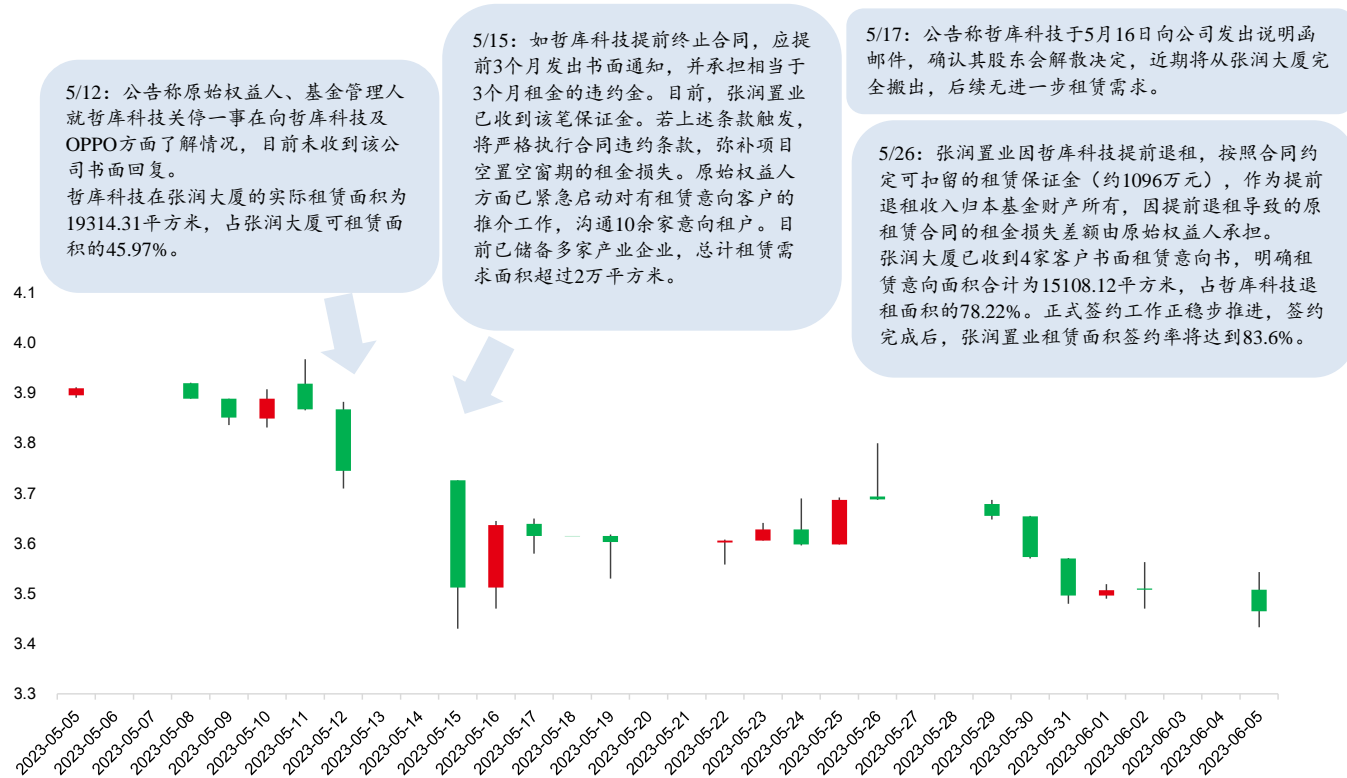 5/12：公告称原始权益人、基金管理人
就哲库科技关停一事在向哲库科技及
OPPO方面了解情况，目前未收到该公
司书面回复。
哲库科技在张润大厦的实际租赁面积为
19314.31平方米，占张润大厦可租赁面
积的45.97%。
5/15：如哲库科技提前终止合同，应提
前3个月发出书面通知，并承担相当于
3个月租金的违约金。目前，张润置业
已收到该笔保证金。若上述条款触发，
将严格执行合同违约条款，弥补项目
空置空窗期的租金损失。原始权益人
方面已紧急启动对有租赁意向客户的
推介工作，沟通10余家意向租户。目
前已储备多家产业企业，总计租赁需
求面积超过2万平方米。
5/17：公告称哲库科技于5月16日向公司发出说明函
邮件，确认其股东会解散决定，近期将从张润大厦完
全搬出，后续无进一步租赁需求。
5/26：张润置业因哲库科技提前退租，按照合同约
定可扣留的租赁保证金（约1096万元），作为提前
退租收入归本基金财产所有，因提前退租导致的原
租赁合同的租金损失差额由原始权益人承担。
张润大厦已收到4家客户书面租赁意向书，明确租
赁意向面积合计为15108.12平方米，占哲库科技退
租面积的78.22%。正式签约工作正稳步推进，签约
完成后，张润置业租赁面积签约率将达到83.6%。
4.1
4.0
3.9
3.8
3.7
3.6
3.5
3.4
3.3
2023-05-05
2023-05-06
2023-05-07
2023-05-08
2023-05-09
2023-05-10
2023-05-11
2023-05-12
2023-05-13
2023-05-14
2023-05-15
2023-05-16
2023-05-17
2023-05-18
2023-05-19
2023-05-20
2023-05-21
2023-05-22
2023-05-23
2023-05-24
2023-05-25
2023-05-26
2023-05-27
2023-05-28
2023-05-29
2023-05-30
2023-05-31
2023-06-01
2023-06-02
2023-06-03
2023-06-04
2023-06-05